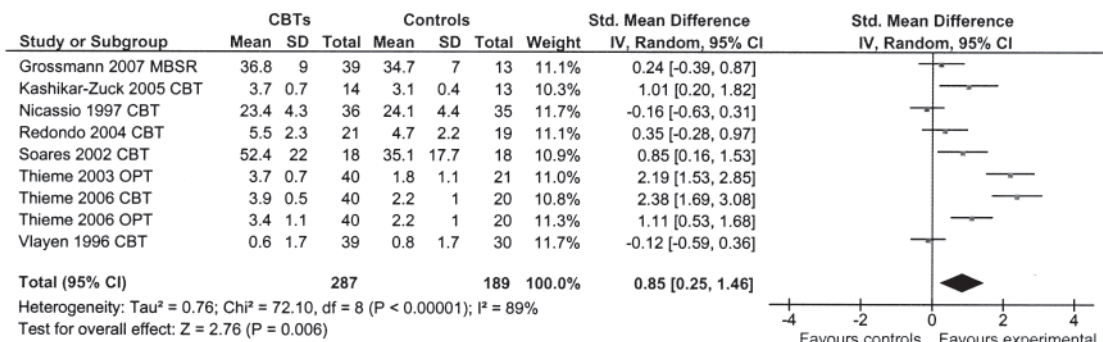 CBTs Controls Std. Mean Difference Std. Mean Difference
Study or Subgroup Mean SD Total Mean SD Total Weight IV, Random, 95% CI IV, Random, 95% CI
Grossmann 2007 MBSR 36.8 9 39 34.7 7 13 11.1% 0.24 [-0.39, 0.87]
Kashikar-Zuck 2005 CBT 3.7 0.7 14 3.1 0.4 13 10.3% 1.01 [0.20, 1.82]
Nicassio 1997 CBT 23.4 4.3 36 24.1 4.4 35 11.7% -0.16 [-0.63, 0.31]
Redondo 2004 CBT 5.5 2.3 21 4.7 2.2 19 11.1% 0.35 [-0.28, 0.97]
Soares 2002 CBT 52.4 22 18 35.1 17.7 18 10.9% 0.85 [0.16, 1.53]
Thieme 2003 OPT 3.7 0.7 40 1.8 1.1 21 11.0% 2.19 [1.53, 2.85]
Thieme 2006 CBT 3.9 0.5 40 2.2 1 20 10.8% 2.38 [1.69, 3.08]
Thieme 2006 OPT 3.4 1.1 40 2.2 1 20 11.3% 1.11 [0.53, 1.68]
Vlayen 1996 CBT 0.6 1.7 39 0.8 1.7 30 11.7% -0.12 [-0.59, 0.36]
Total (95% CI) 287 189 100.0% 0.85 [0.25, 1.46]
Heterogeneity: Tau² = 0.76; Chi² = 72.10, df = 8 (P < 0.00001); I² = 89%
Test for overall effect: Z = 2.76 (P = 0.006)
-4 -2 0 2 4
Favours controls Favours experimental